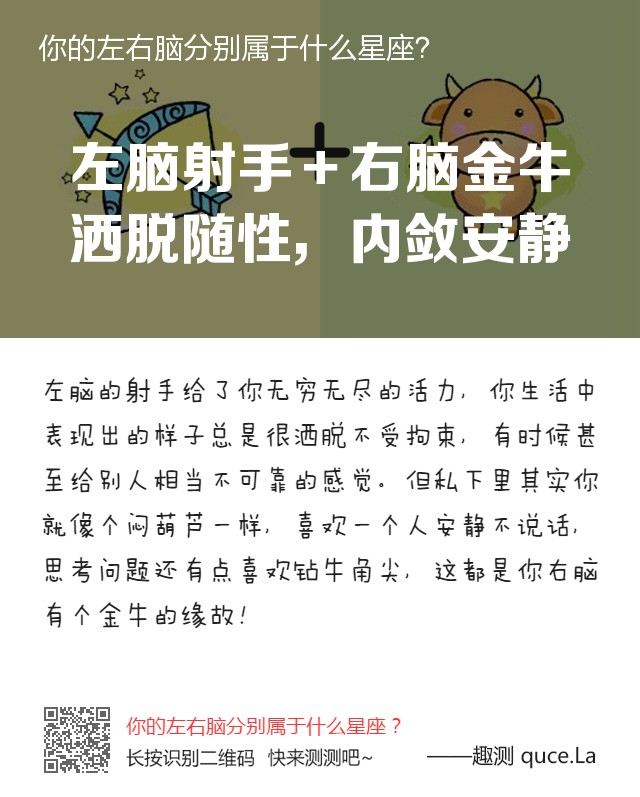 你的左右脑分别属于什么星座？
左脑射手＋右脑金牛
洒脱随性，内敛安静
左脑的射手给了你无穷无尽的活力，你生活中
表现出的样子总是很洒脱不受拘束，有时候甚
至给别人相当不可靠的感觉。但私下里其实你
就像个闷葫芦一样，喜欢一个人安静不说话，
思考问题还有点喜欢钻牛角尖，这都是你右脑
有个金牛的缘故！
你的左右脑分别属于什么星座？
长按识别二维码 快来测测吧~
——趣测 quce.La